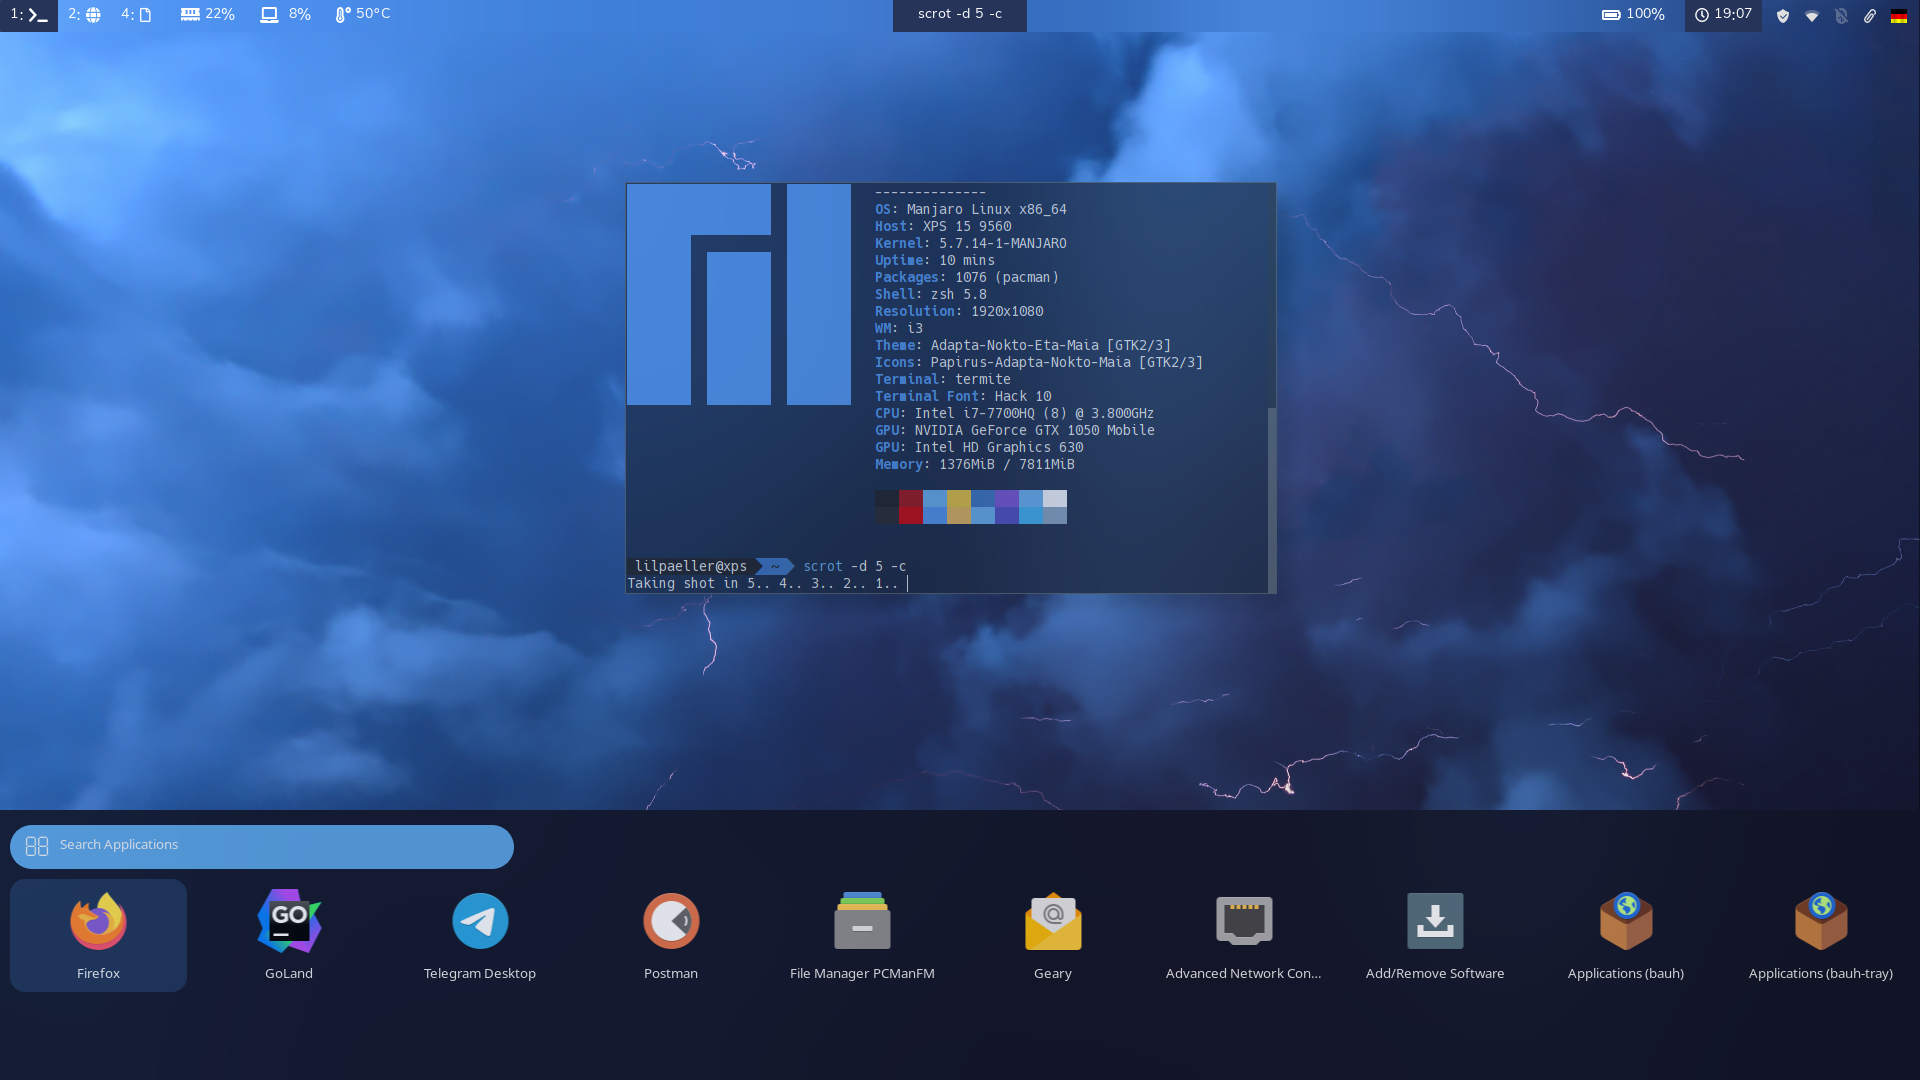 1:
2:
4:
22%
8%
50°C
scrot -d 5 -c
100%
19:07
--------------
OS: Manjaro Linux x86_64
Host: XPS 15 9560
Kernel: 5.7.14-1-MANJARO
Uptime: 10 mins
Packages: 1076 (pacman)
Shell: zsh 5.8
Resolution: 1920x1080
WM: i3
Theme: Adapta-Nokto-Eta-Maia [GTK2/3]
Icons: Papirus-Adapta-Nokto-Maia [GTK2/3]
Terminal: termite
Terminal Font: Hack 10
CPU: Intel i7-7700HQ (8) @ 3.800GHz
GPU: NVIDIA GeForce GTX 1050 Mobile
GPU: Intel HD Graphics 630
Memory: 1376MiB / 7811MiB
lilpaeller@xps ~ scrot -d 5 -c
Taking shot in 5.. 4.. 3.. 2.. 1..
Search Applications
GO
@
Firefox
GoLand
Telegram Desktop
Postman
File Manager PCManFM
Geary
Advanced Network Con...
Add/Remove Software
Applications (bauh)
Applications (bauh-tray)